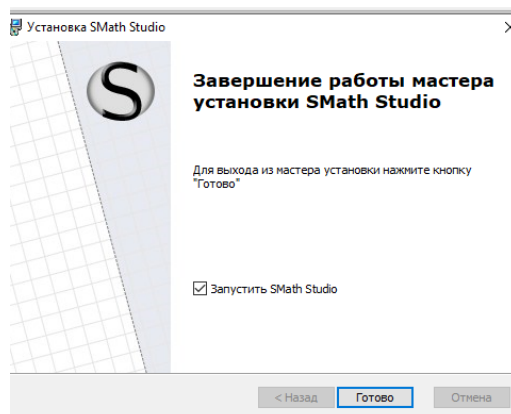 Установка SMath Studio
S
Завершение работы мастера
установки SMath Studio
Для выхода из мастера установки нажмите кнопку
"Готово"
Запустить SMath Studio
< Назад Готово Отмена